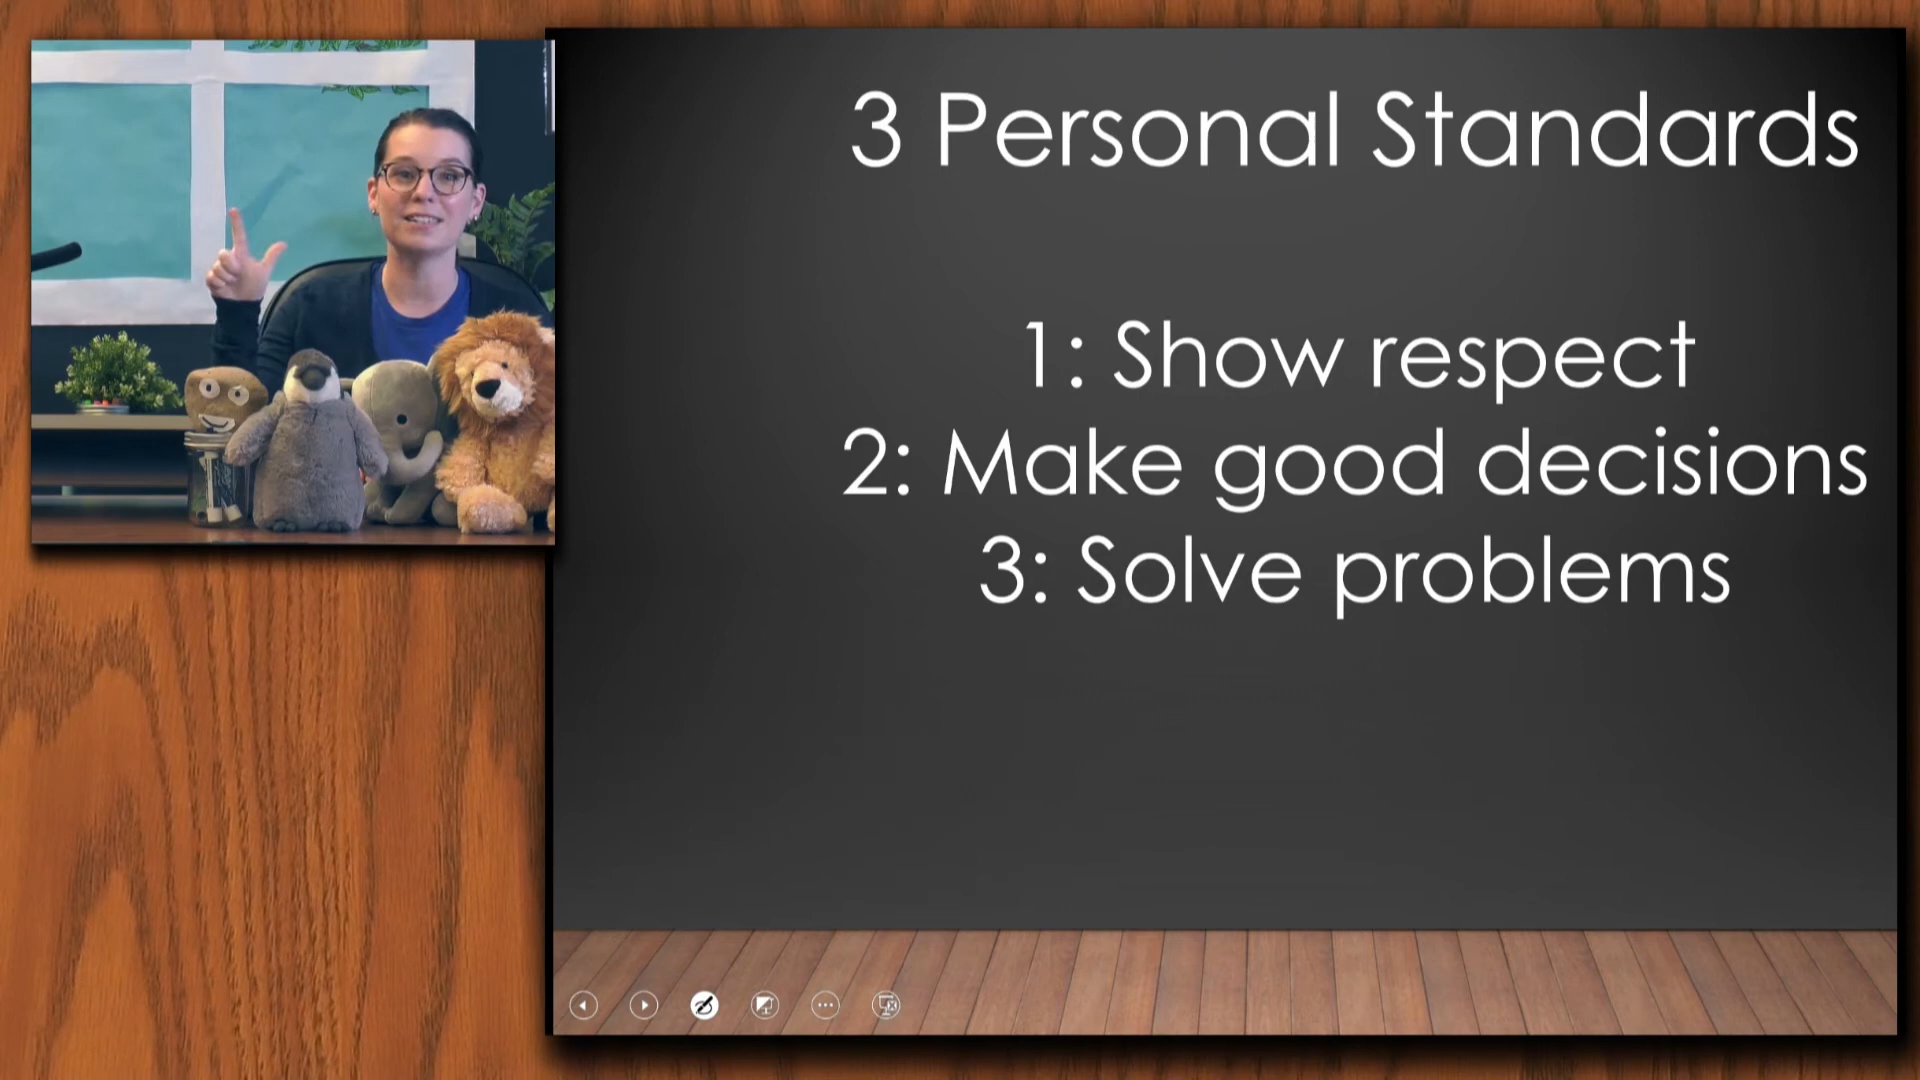 3 Personal Standards
1: Show respect
2: Make good decisions
3: Solve problems